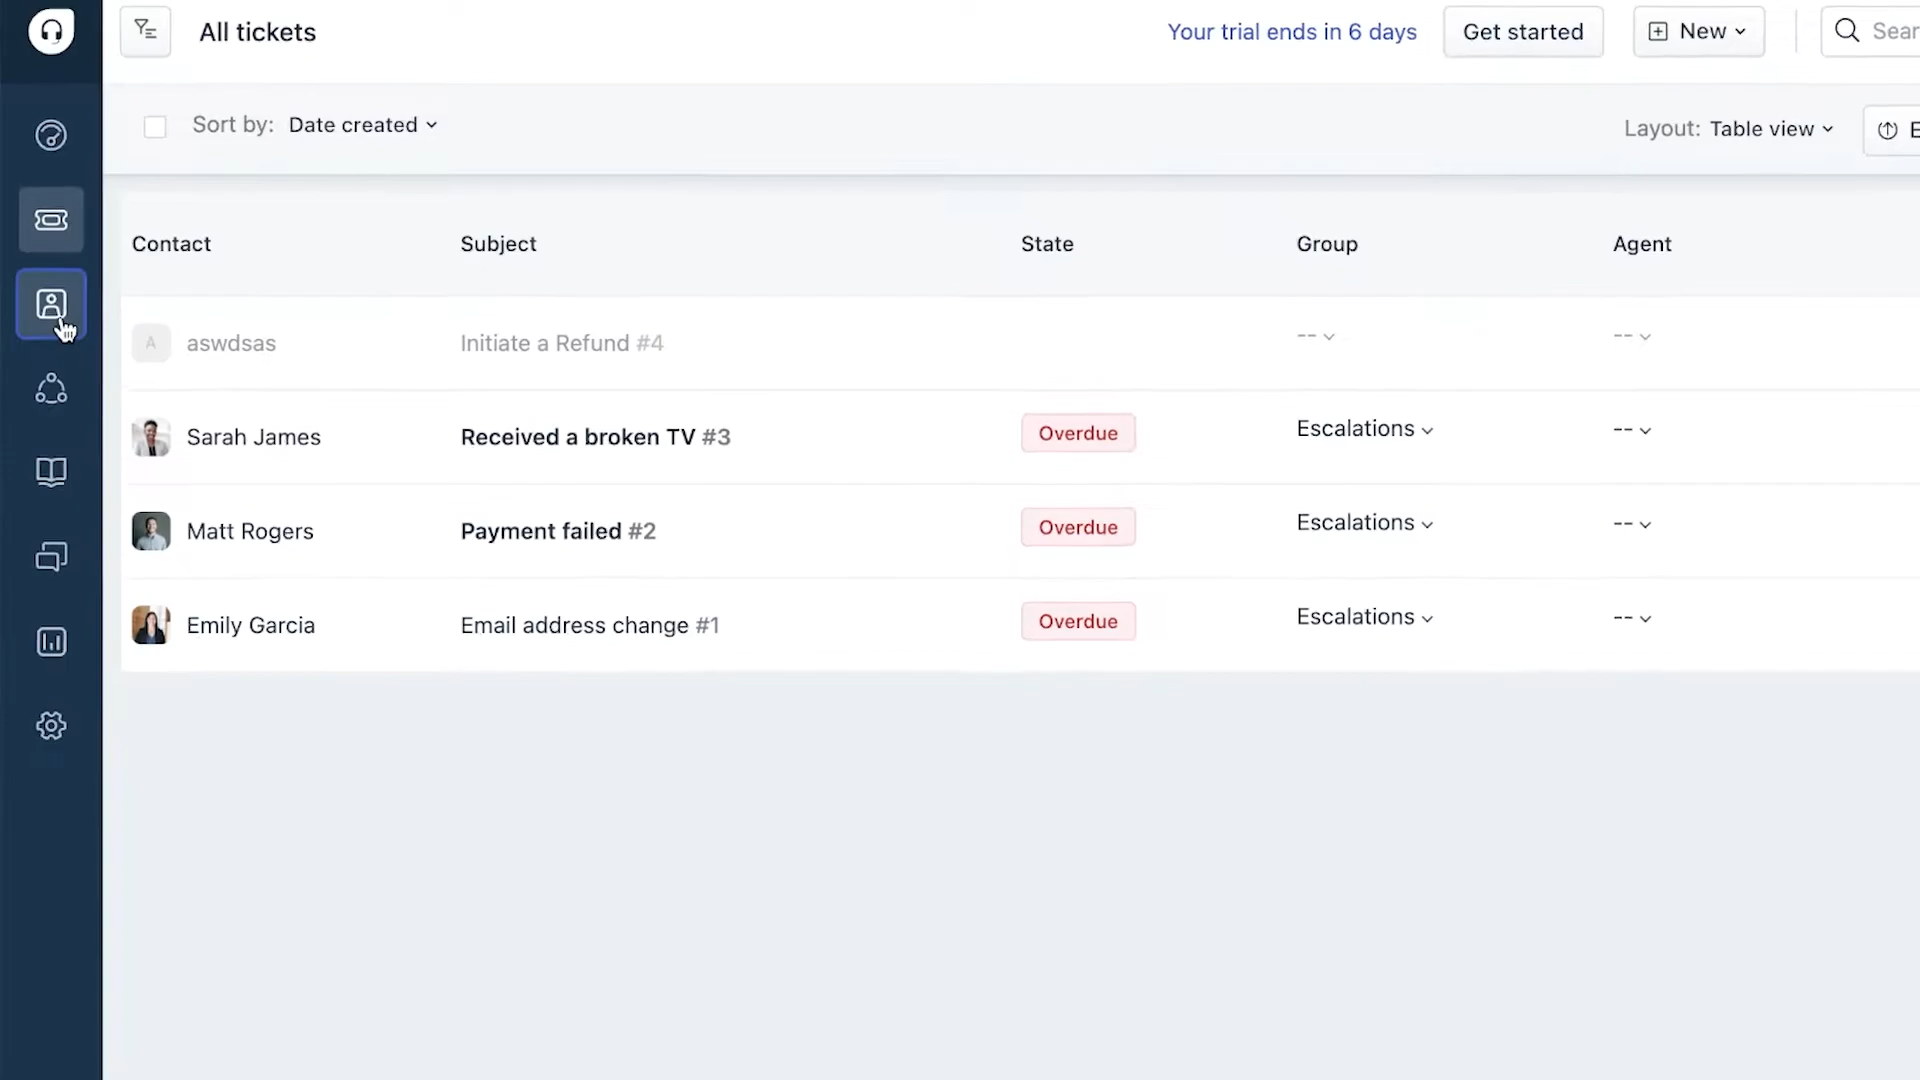 All tickets
Your trial ends in 6 days
Get started
New
Sear
Sort by: Date created
Layout: Table view
E
Contact Subject State Group Agent
A aswdsas Initiate a Refund #4 -- --
Sarah James Received a broken TV #3 Overdue Escalations --
Matt Rogers Payment failed #2 Overdue Escalations --
Emily Garcia Email address change #1 Overdue Escalations --